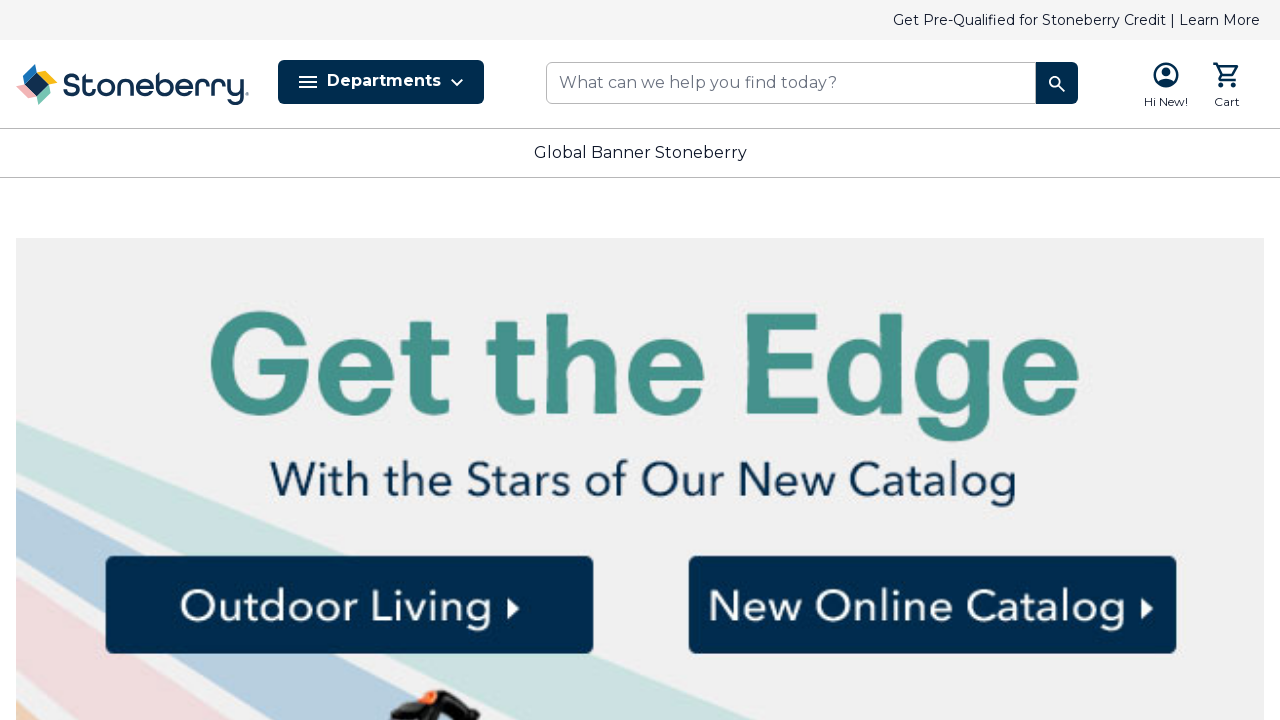 Get Pre-Qualified for Stoneberry Credit | Learn More
Stoneberry
Departments
What can we help you find today?
Hi New!
Cart
Global Banner Stoneberry
Get the Edge
With the Stars of Our New Catalog
Outdoor Living
New Online Catalog